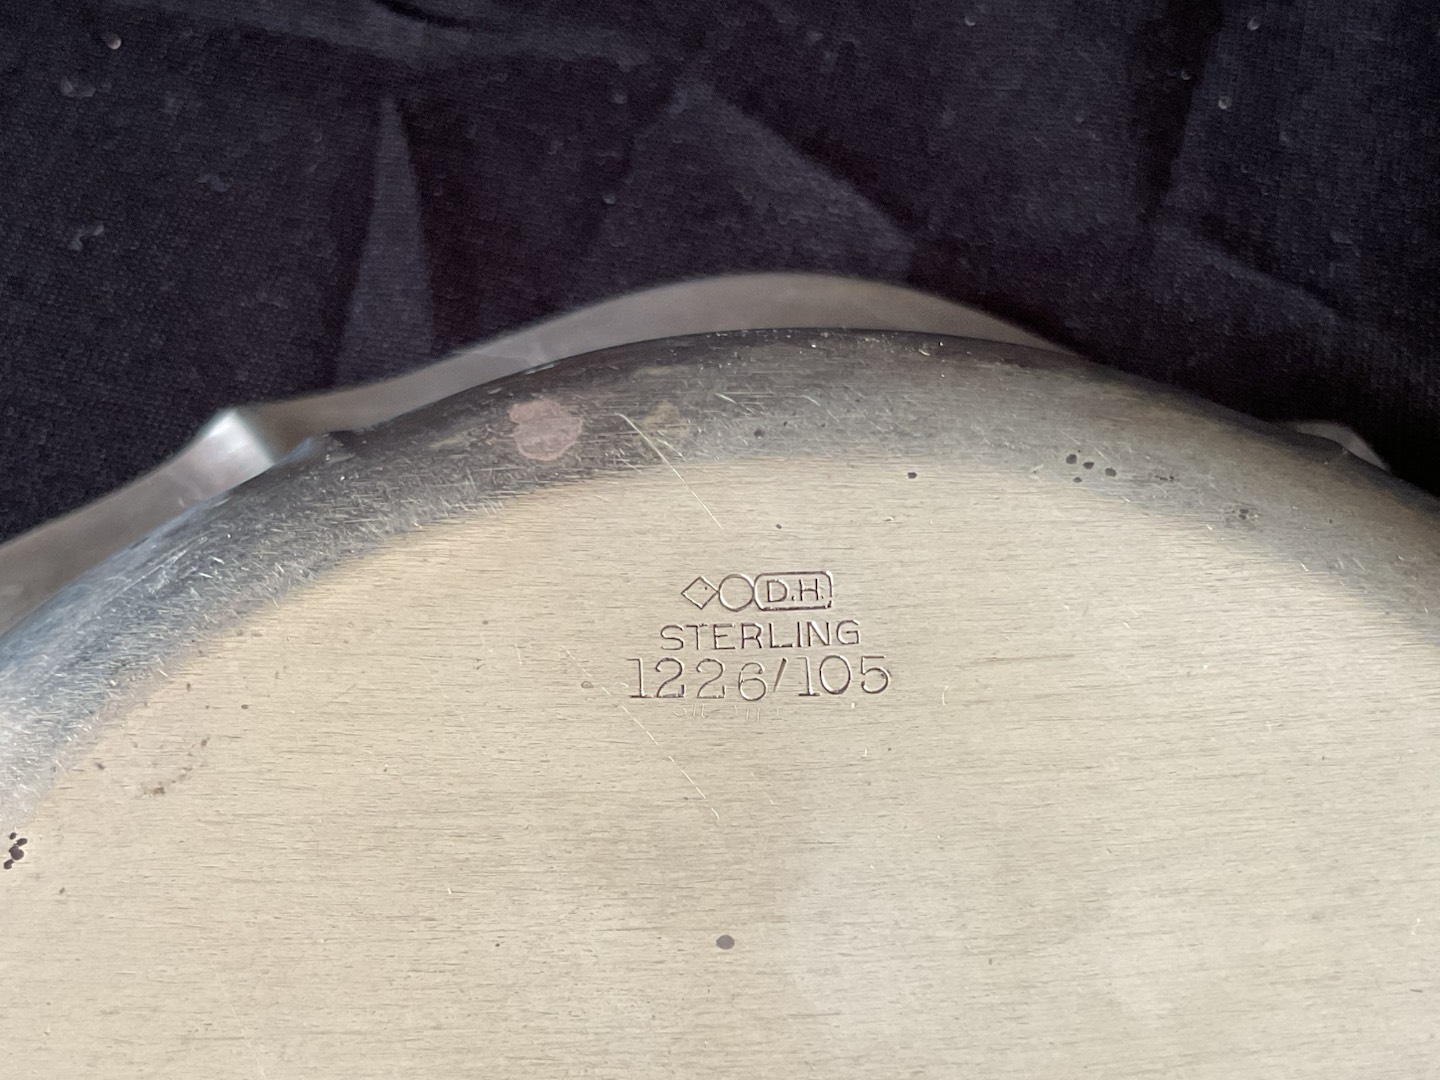 D.H.
STERLING
1226/105